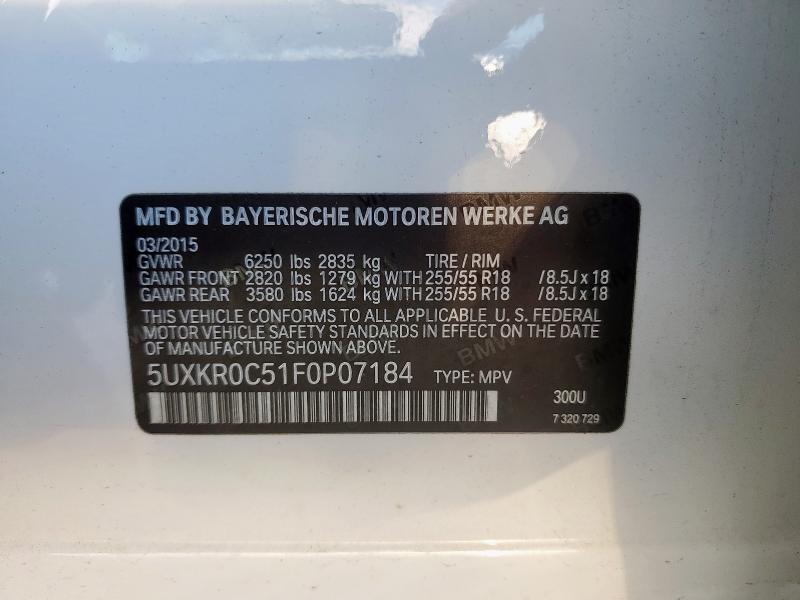 MFD BY BAYERISCHE MOTOREN WERKE AG
03/2015
GVWR 6250 lbs 2835 kg TIRE / RIM
GAWR FRONT 2820 lbs 1279 kg WITH 255/55 R18 /8.5J x 18
GAWR REAR 3580 lbs 1624 kg WITH 255/55 R18 /8.5J x 18
THIS VEHICLE CONFORMS TO ALL APPLICABLE U. S. FEDERAL
MOTOR VEHICLE SAFETY STANDARDS IN EFFECT ON THE DATE
OF MANUFACTURE SHOWN ABOVE.
5UXKR0C51F0P07184 TYPE: MPV
300U
7 320 729